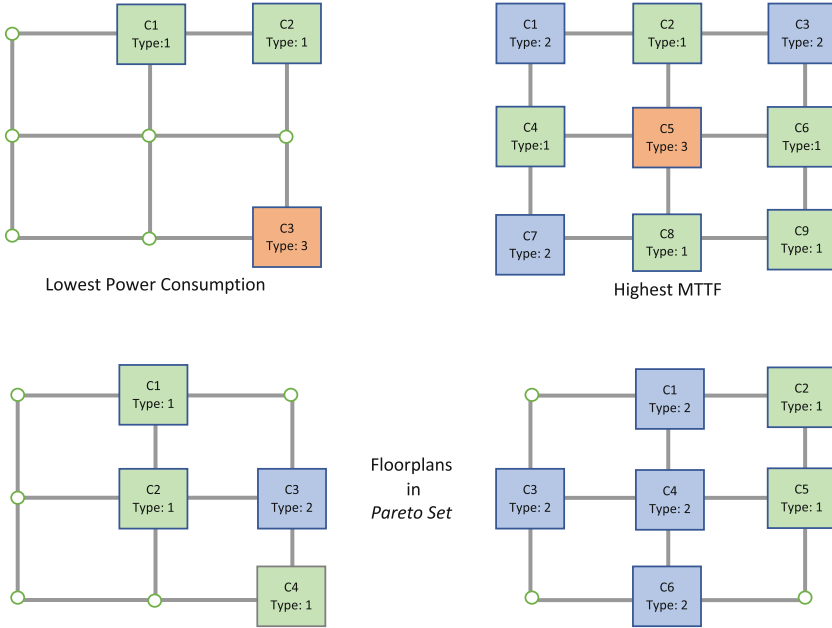 C1
Type:1
C2
Type: 1
C3
Type: 3
Lowest Power Consumption
C1
Type: 2
C2
Type:1
C3
Type: 2
C4
Type:1
C5
Type: 3
C6
Type:1
C7
Type: 2
C8
Type: 1
C9
Type: 1
Highest MTTF
C1
Type: 1
C2
Type: 1
C3
Type: 2
C4
Type: 1
Floorplans
in
Pareto Set
C1
Type: 2
C2
Type: 1
C3
Type: 2
C4
Type: 2
C5
Type: 1
C6
Type: 2